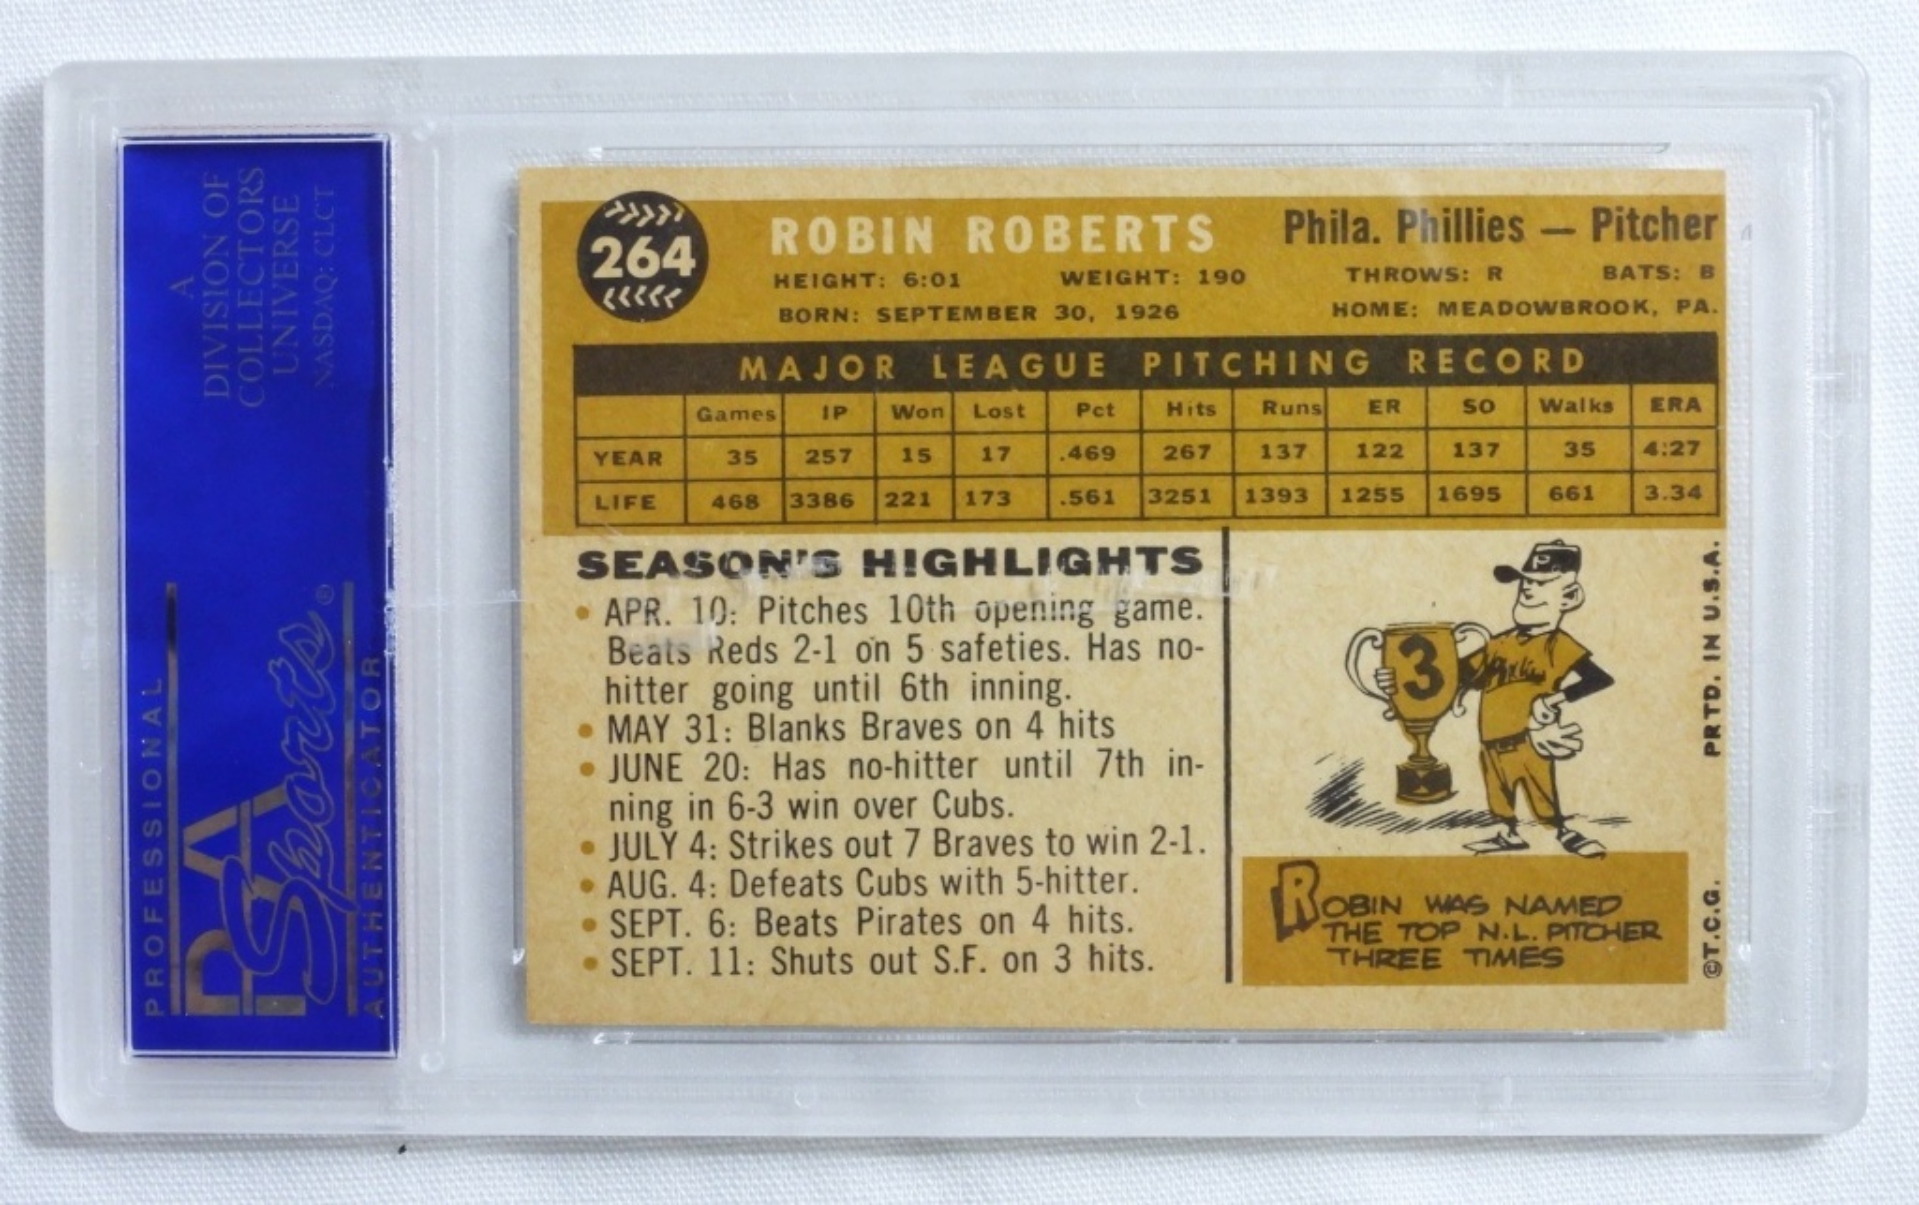 A
DIVISION OF
COLLECTORS
UNIVERSE
NASDAQ: CLCT
PROFESSIONAL
PSA
Sports®
AUTHENTICATOR
264
ROBIN ROBERTS
Phila. Phillies — Pitcher
HEIGHT: 6:01 WEIGHT: 190 THROWS: R BATS: B
BORN: SEPTEMBER 30, 1926 HOME: MEADOWBROOK, PA.
MAJOR LEAGUE PITCHING RECORD
Games IP Won Lost Pct Hits Runs ER SO Walks ERA
YEAR 35 257 15 17 .469 267 137 122 137 35 4:27
LIFE 468 3386 221 173 .561 3251 1393 1255 1695 661 3.34
SEASON'S HIGHLIGHTS
• APR. 10: Pitches 10th opening game.
Beats Reds 2-1 on 5 safeties. Has no-
hitter going until 6th inning.
• MAY 31: Blanks Braves on 4 hits
• JUNE 20: Has no-hitter until 7th in-
ning in 6-3 win over Cubs.
• JULY 4: Strikes out 7 Braves to win 2-1.
• AUG. 4: Defeats Cubs with 5-hitter.
• SEPT. 6: Beats Pirates on 4 hits.
• SEPT. 11: Shuts out S.F. on 3 hits.
P
3
ROBIN WAS NAMED
THE TOP N.L. PITCHER
THREE TIMES
©T.C.G. PRTD. IN U.S.A.